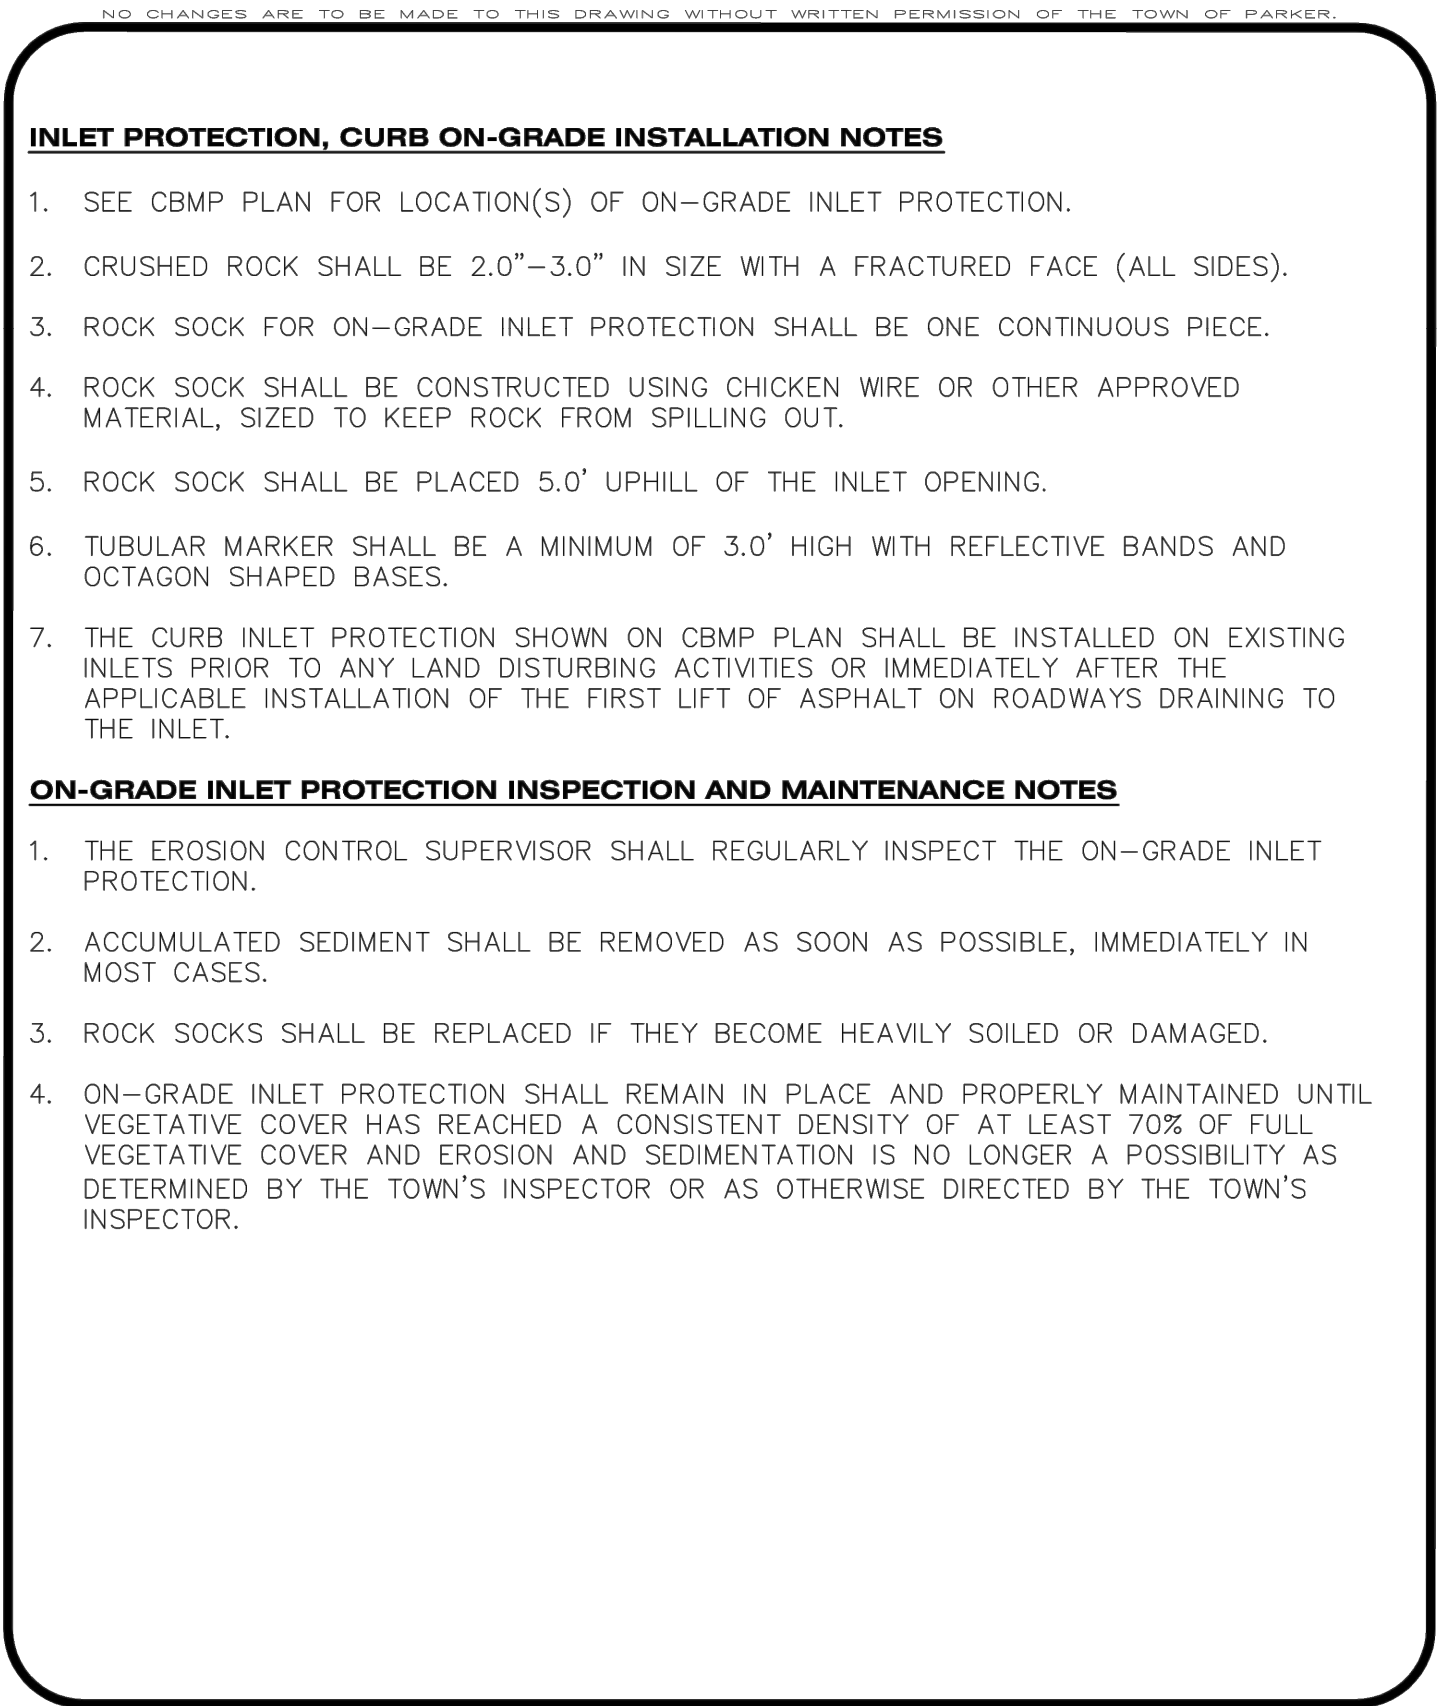 NO CHANGES ARE TO BE MADE TO THIS DRAWING WITHOUT WRITTEN PERMISSION OF THE TOWN OF PARKER.
INLET PROTECTION, CURB ON-GRADE INSTALLATION NOTES
1. SEE CBMP PLAN FOR LOCATION(S) OF ON-GRADE INLET PROTECTION.
2. CRUSHED ROCK SHALL BE 2.0"-3.0" IN SIZE WITH A FRACTURED FACE (ALL SIDES).
3. ROCK SOCK FOR ON-GRADE INLET PROTECTION SHALL BE ONE CONTINUOUS PIECE.
4. ROCK SOCK SHALL BE CONSTRUCTED USING CHICKEN WIRE OR OTHER APPROVED
MATERIAL, SIZED TO KEEP ROCK FROM SPILLING OUT.
5. ROCK SOCK SHALL BE PLACED 5.0' UPHILL OF THE INLET OPENING.
6. TUBULAR MARKER SHALL BE A MINIMUM OF 3.0' HIGH WITH REFLECTIVE BANDS AND
OCTAGON SHAPED BASES.
7. THE CURB INLET PROTECTION SHOWN ON CBMP PLAN SHALL BE INSTALLED ON EXISTING
INLETS PRIOR TO ANY LAND DISTURBING ACTIVITIES OR IMMEDIATELY AFTER THE
APPLICABLE INSTALLATION OF THE FIRST LIFT OF ASPHALT ON ROADWAYS DRAINING TO
THE INLET.
ON-GRADE INLET PROTECTION INSPECTION AND MAINTENANCE NOTES
1. THE EROSION CONTROL SUPERVISOR SHALL REGULARLY INSPECT THE ON-GRADE INLET
PROTECTION.
2. ACCUMULATED SEDIMENT SHALL BE REMOVED AS SOON AS POSSIBLE, IMMEDIATELY IN
MOST CASES.
3. ROCK SOCKS SHALL BE REPLACED IF THEY BECOME HEAVILY SOILED OR DAMAGED.
4. ON-GRADE INLET PROTECTION SHALL REMAIN IN PLACE AND PROPERLY MAINTAINED UNTIL
VEGETATIVE COVER HAS REACHED A CONSISTENT DENSITY OF AT LEAST 70% OF FULL
VEGETATIVE COVER AND EROSION AND SEDIMENTATION IS NO LONGER A POSSIBILITY AS
DETERMINED BY THE TOWN'S INSPECTOR OR AS OTHERWISE DIRECTED BY THE TOWN'S
INSPECTOR.